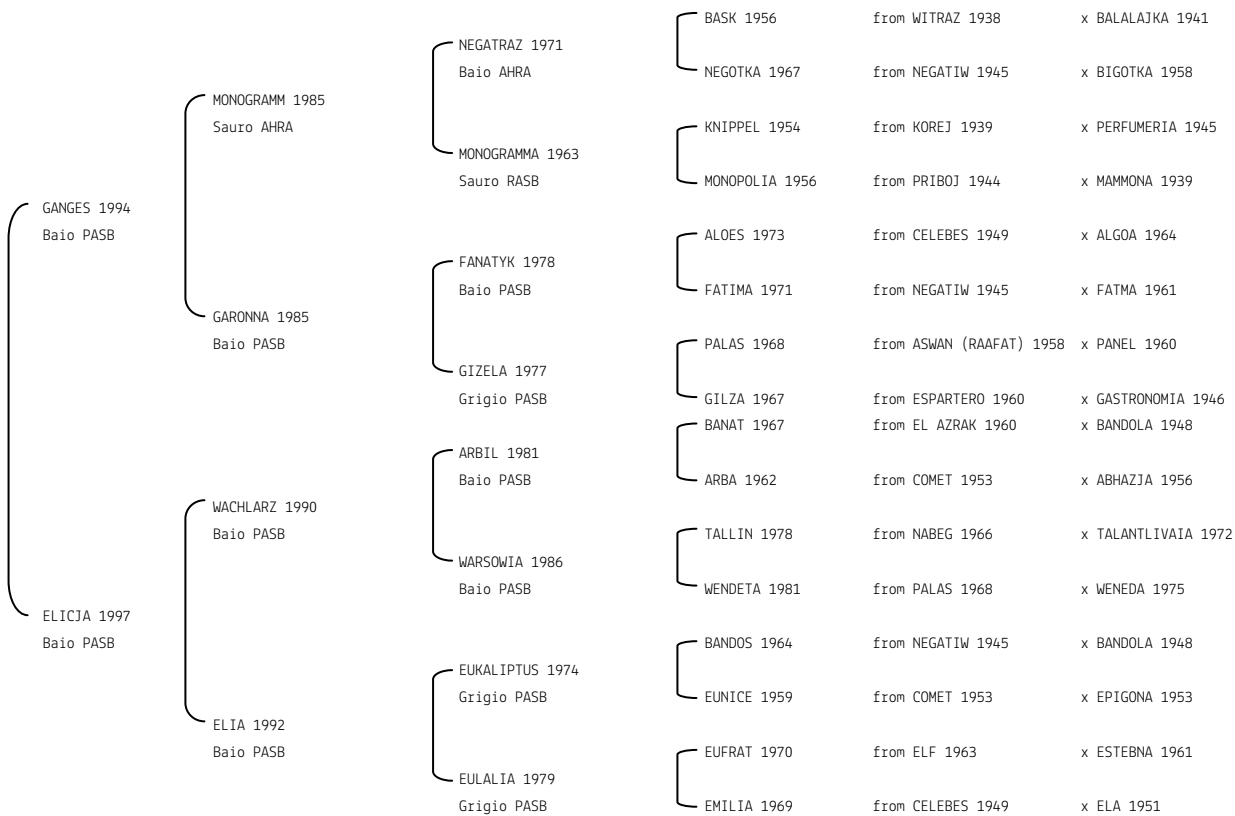 BASK 1956 from WITRAZ 1938 x BALALAJKA 1941
NEGATRAZ 1971
Baio AHRA NEGOTKA 1967 from NEGATIW 1945 x BIGOTKA 1958
MONOGRAMM 1985
Sauro AHRA KNIPPEL 1954 from KOREJ 1939 x PERFUMERIA 1945
MONOGRAMMA 1963
Sauro RASB MONOPOLIA 1956 from PRIBOJ 1944 x MAMMONA 1939
GANGES 1994
Baio PASB ALOES 1973 from CELEBES 1949 x ALGOA 1964
FANATYK 1978
Baio PASB FATIMA 1971 from NEGATIW 1945 x FATMA 1961
GARONNA 1985
Baio PASB PALAS 1968 from ASWAN (RAAFAT) 1958 x PANEL 1960
GIZELA 1977
Grigio PASB GILZA 1967 from ESPARTERO 1960 x GASTRONOMIA 1946
BANAT 1967 from EL AZRAK 1960 x BANDOLA 1948
ARBIL 1981
Baio PASB ARBA 1962 from COMET 1953 x ABHAZJA 1956
WACHLARZ 1990
Baio PASB TALLIN 1978 from NABEG 1966 x TALANTLIVAIA 1972
WARSOWIA 1986
Baio PASB WENDETA 1981 from PALAS 1968 x WENEDA 1975
ELICJA 1997
Baio PASB BANDOS 1964 from NEGATIW 1945 x BANDOLA 1948
EUKALIPTUS 1974
Grigio PASB EUNICE 1959 from COMET 1953 x EPIGONA 1953
ELIA 1992
Baio PASB EUFRAT 1970 from ELF 1963 x ESTEBNA 1961
EULALIA 1979
Grigio PASB EMILIA 1969 from CELEBES 1949 x ELA 1951